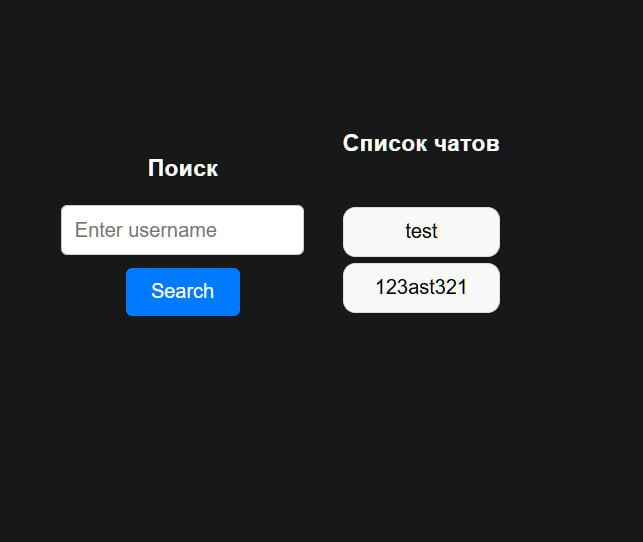 Поиск
Enter username
Search
Список чатов
test
123ast321